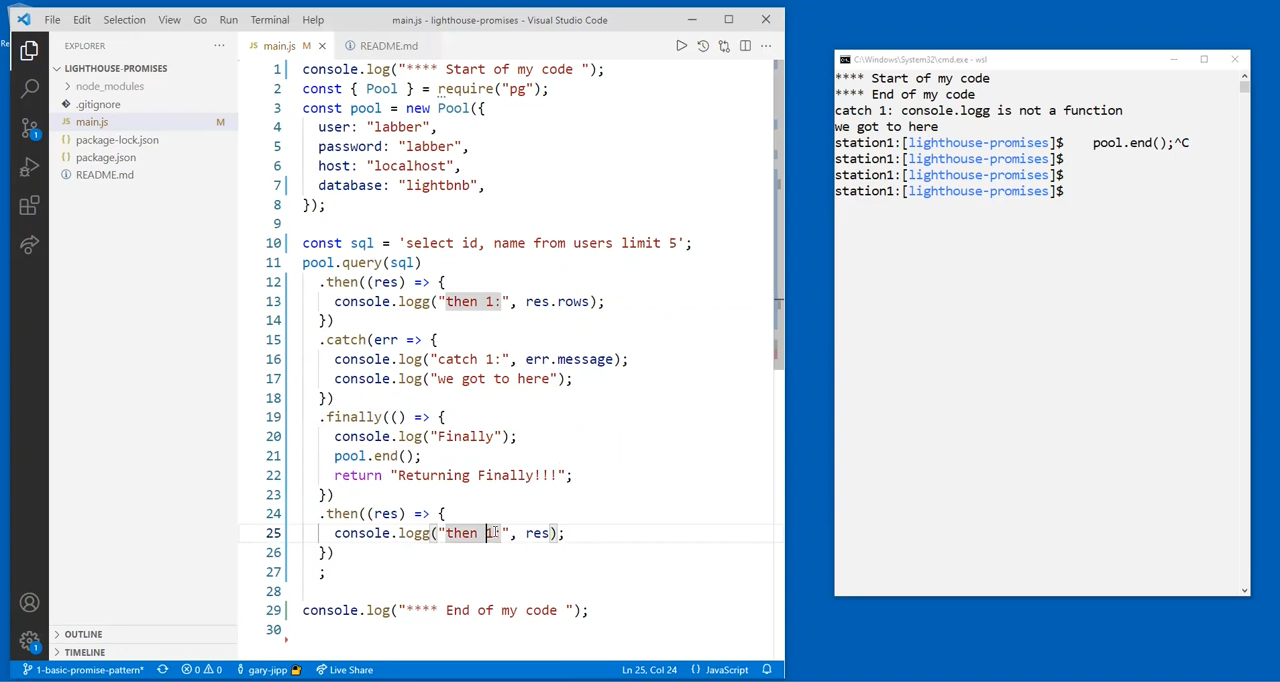 File Edit Selection View Go Run Terminal Help
main.js - lighthouse-promises - Visual Studio Code
Re
EXPLORER
LIGHTHOUSE-PROMISES
node_modules
.gitignore
main.js M
package-lock.json
package.json
README.md
OUTLINE
TIMELINE
1
1
JS main.js M
README.md
1 console.log("**** Start of my code ");
2 const { Pool } = require("pg");
3 const pool = new Pool({
4 user: "labber",
5 password: "labber",
6 host: "localhost",
7 database: "lightbnb",
8 });
9
10 const sql = 'select id, name from users limit 5';
11 pool.query(sql)
12 .then((res) => {
13 console.logg("then 1:", res.rows);
14 })
15 .catch(err => {
16 console.log("catch 1:", err.message);
17 console.log("we got to here");
18 })
19 .finally(() => {
20 console.log("Finally");
21 pool.end();
22 return "Returning Finally!!!";
23 })
24 .then((res) => {
25 console.logg("then 1:", res);
26 })
27 ;
28
29 console.log("**** End of my code ");
30
1-basic-promise-pattern* 0 0 gary-jipp Live Share Ln 25, Col 24 JavaScript
C:\Windows\System32\cmd.exe - wsl
**** Start of my code
**** End of my code
catch 1: console.logg is not a function
we got to here
station1:[lighthouse-promises]$ pool.end();^C
station1:[lighthouse-promises]$
station1:[lighthouse-promises]$
station1:[lighthouse-promises]$